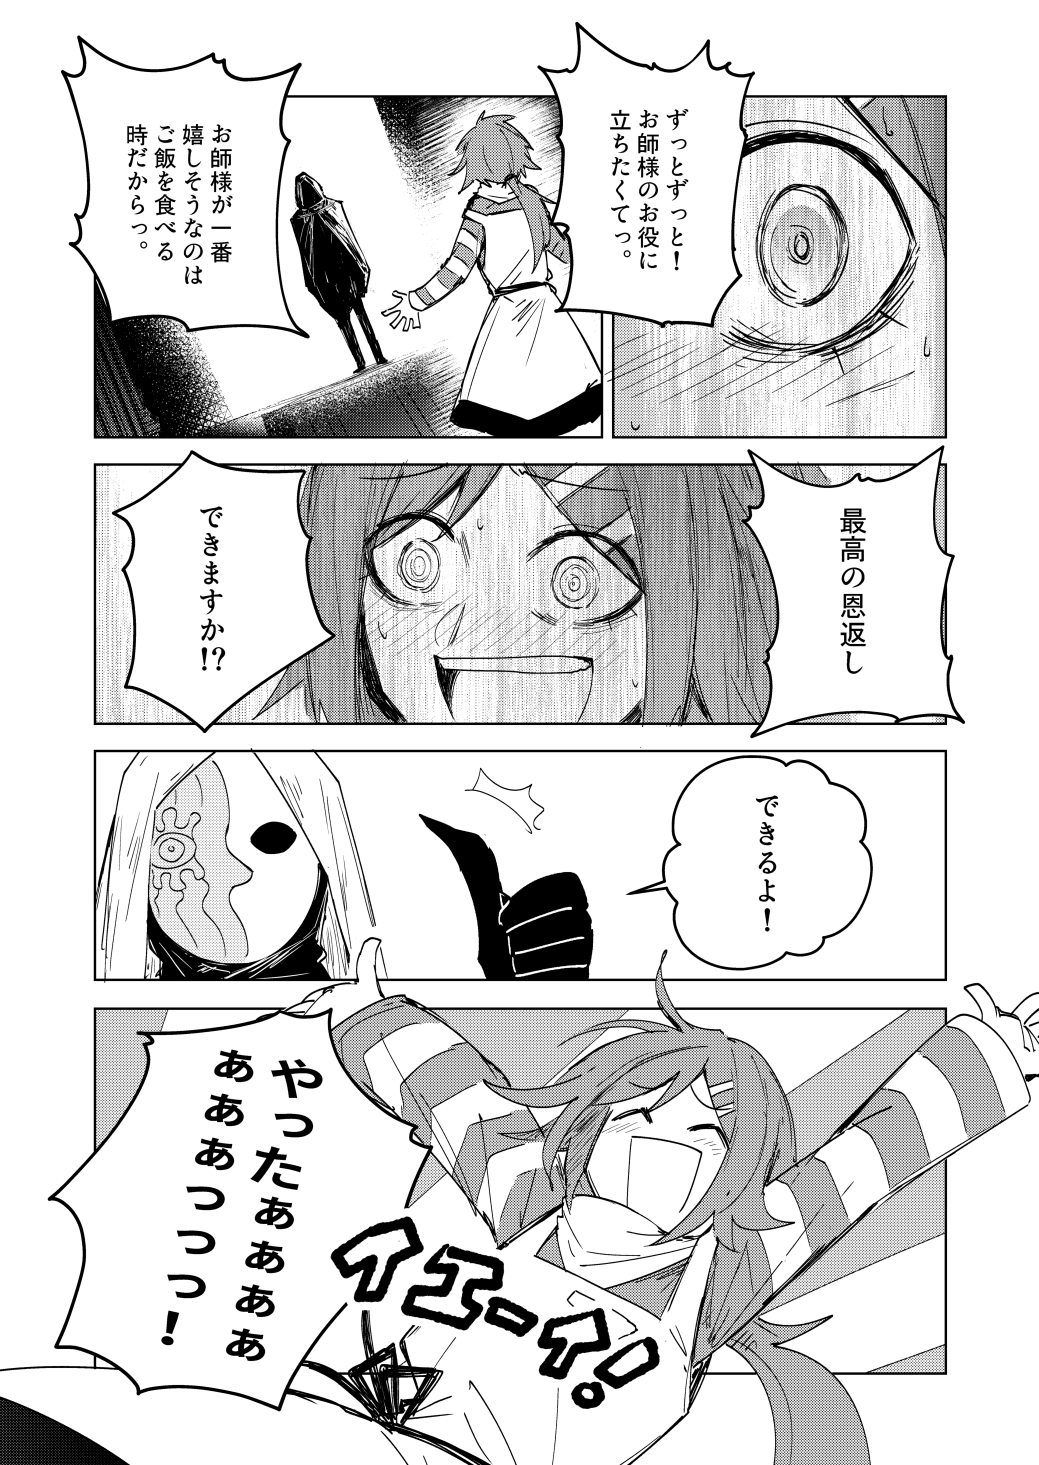 ずっとずっと！
お師様のお役に
立ちたくてっ。
お師様が一番
嬉しそうなのは
ご飯を食べる
時だからっ。
最高の恩返し
できますか!?
できるよ！
やったぁぁぁぁ
ぁぁぁっっっ！
イエーイ！